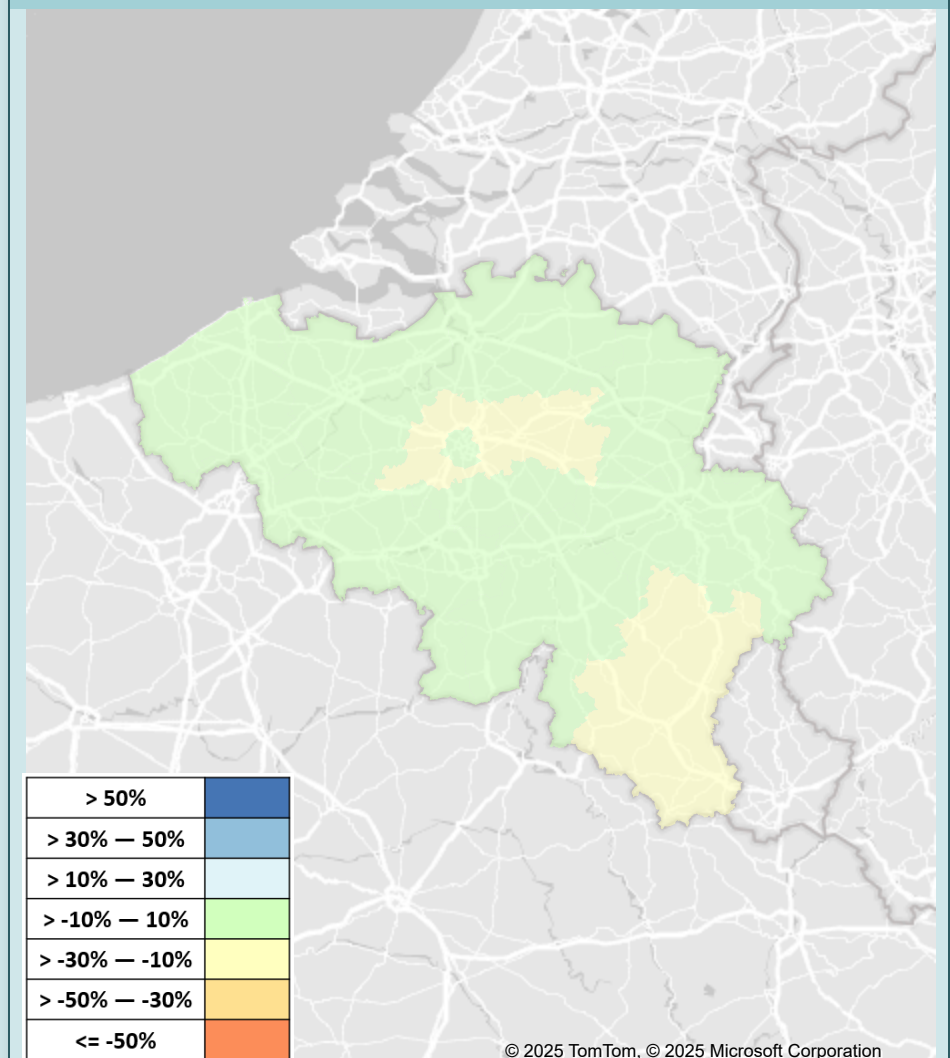 > 50%
> 30% — 50%
> 10% — 30%
> -10% — 10%
> -30% — -10%
> -50% — -30%
<= -50%
© 2025 TomTom, © 2025 Microsoft Corporation